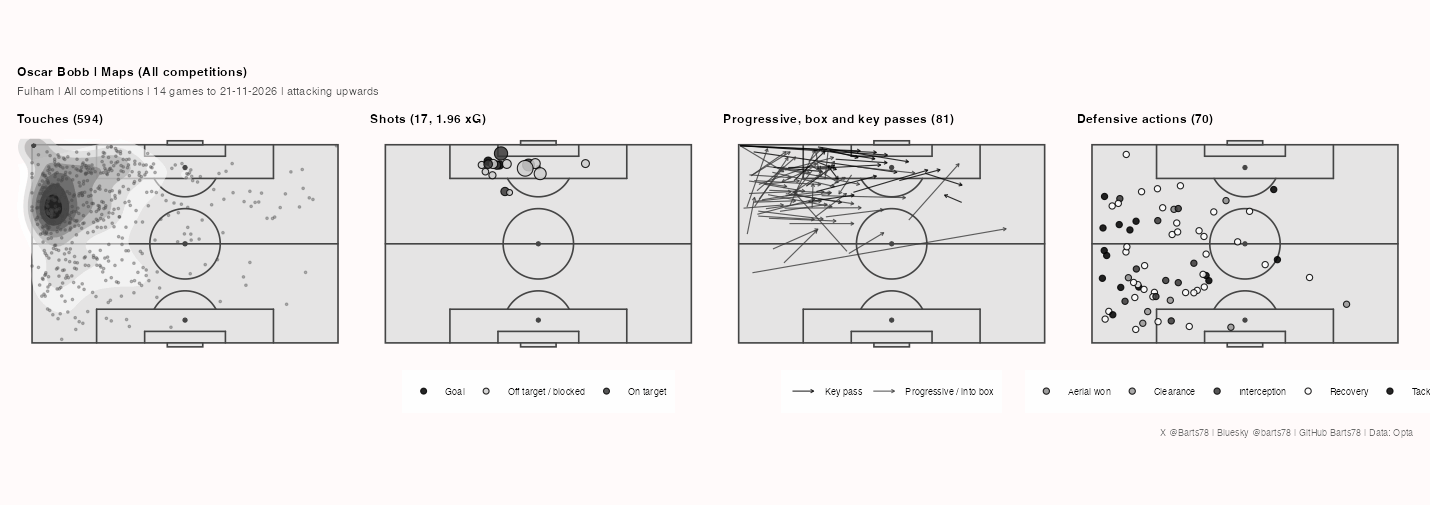 Oscar Bobb | Maps (All competitions)
Fulham | All competitions | 14 games to 21-11-2026 | attacking upwards
Touches (594)
Shots (17, 1.96 xG)
Progressive, box and key passes (81)
Defensive actions (70)
Goal Off target / blocked On target
Key pass Progressive / into box
Aerial won Clearance Interception Recovery Tack
X @Barts78 | Bluesky @barts78 | GitHub Barts78 | Data: Opta